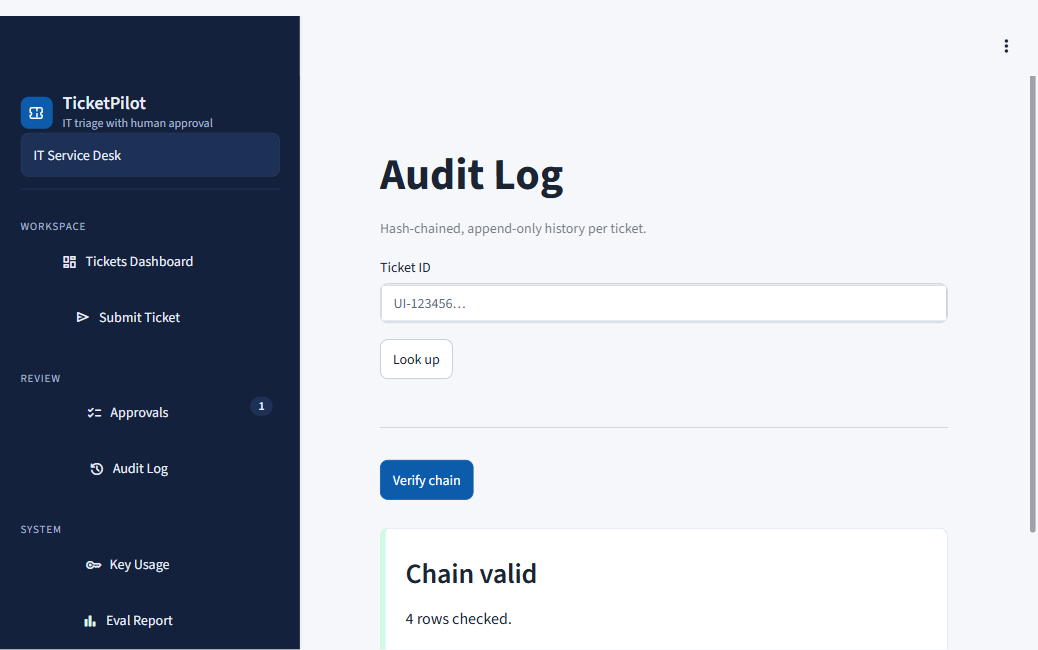 TicketPilot
IT triage with human approval
IT Service Desk
WORKSPACE
Tickets Dashboard
Submit Ticket
REVIEW
Approvals
1
Audit Log
SYSTEM
Key Usage
Eval Report
Audit Log
Hash-chained, append-only history per ticket.
Ticket ID
UI-123456…
Look up
Verify chain
Chain valid
4 rows checked.